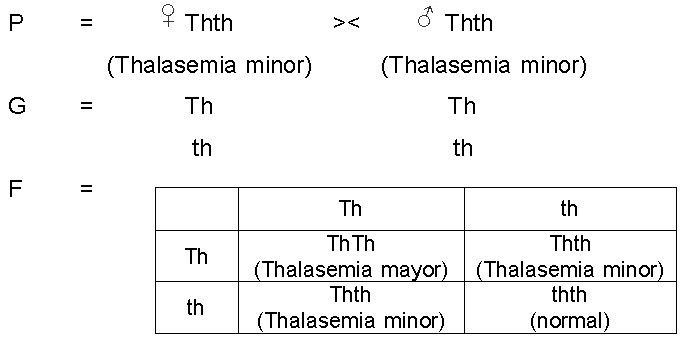 P = ♀ Thth >< ♂ Thth
(Thalasemia minor) (Thalasemia minor)
G = Th Th
th th
F =
Th th
Th ThTh Thth
(Thalasemia mayor) (Thalasemia minor)
th Thth thth
(Thalasemia minor) (normal)